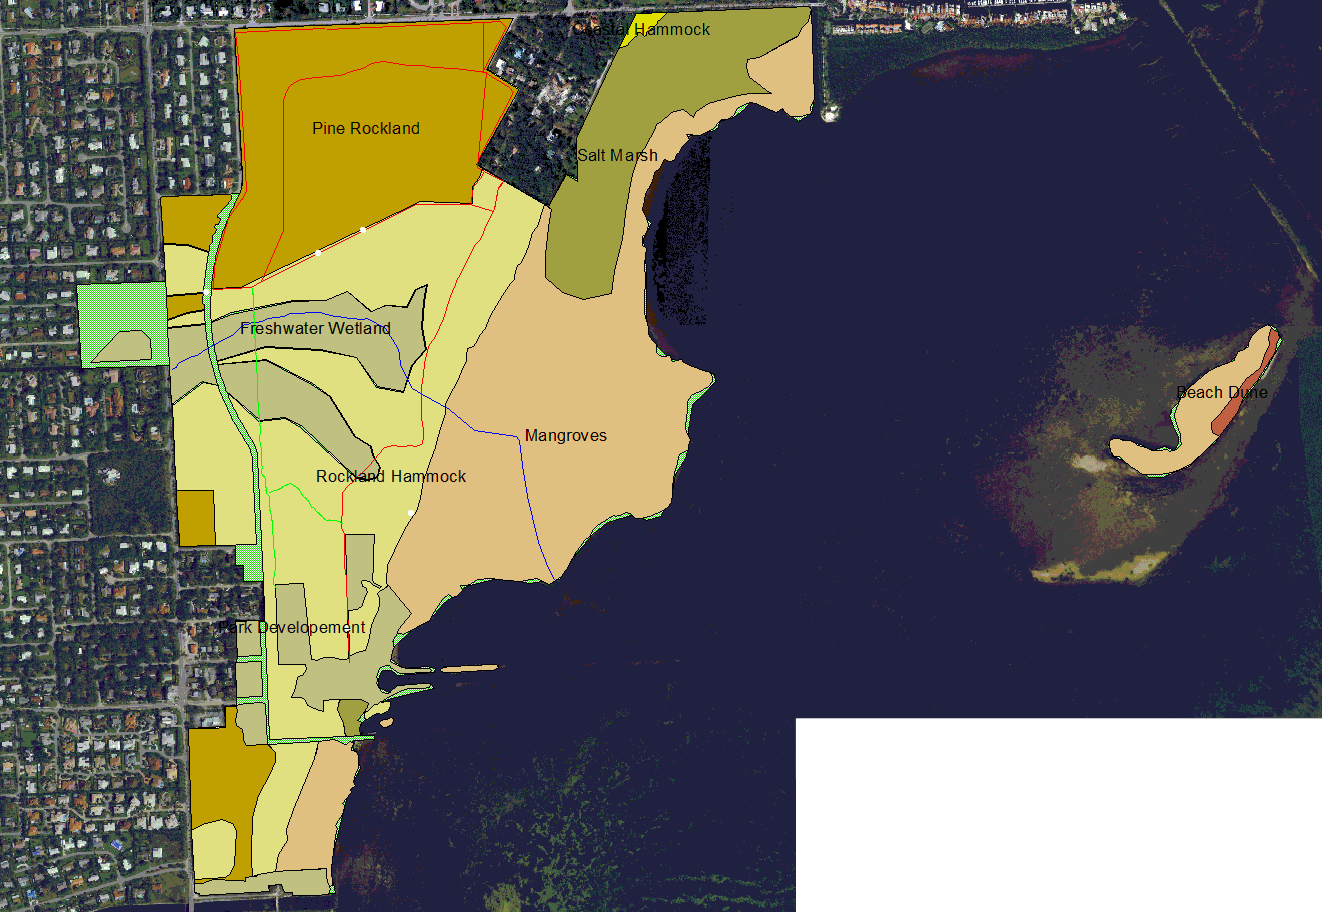 Coastal Hammock
Pine Rockland
Salt Marsh
Freshwater Wetland
Beach Dune
Mangroves
Rockland Hammock
Park Developement